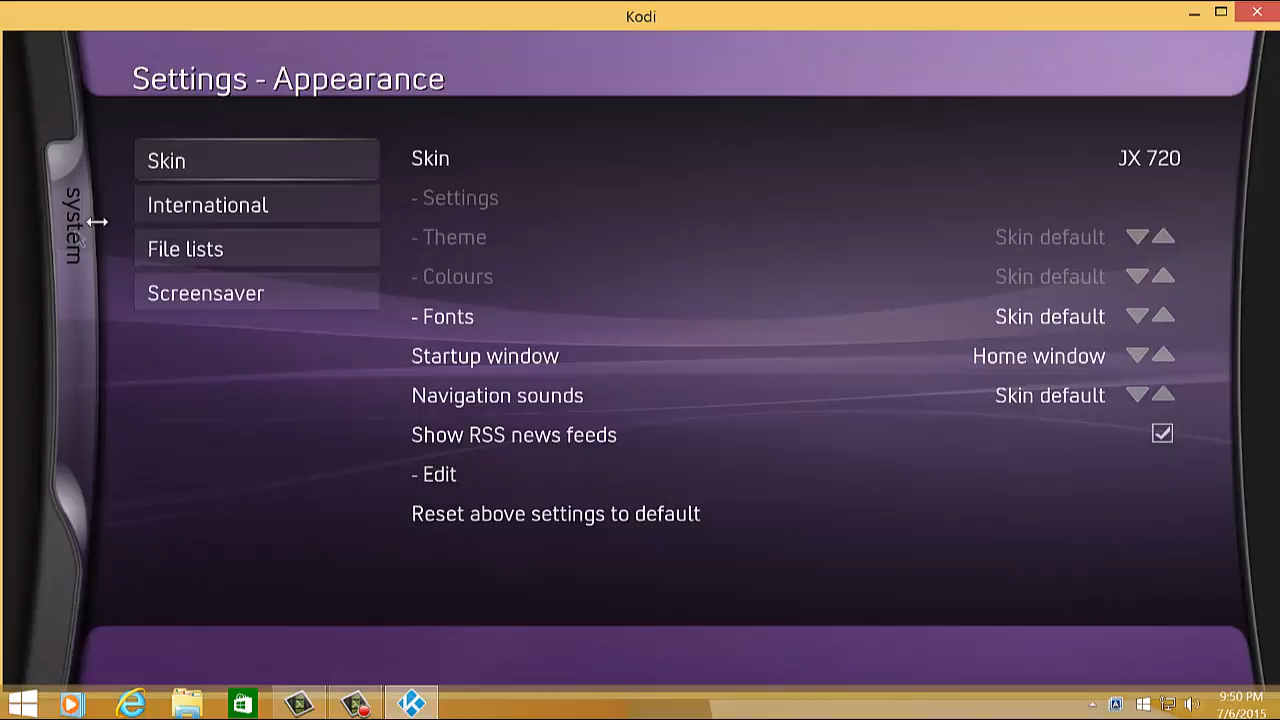 Kodi
Settings - Appearance
system
Skin
International
File lists
Screensaver
Skin JX 720
- Settings
- Theme Skin default
- Colours Skin default
- Fonts Skin default
Startup window Home window
Navigation sounds Skin default
Show RSS news feeds
- Edit
Reset above settings to default
A
9:50 PM
7/6/2015